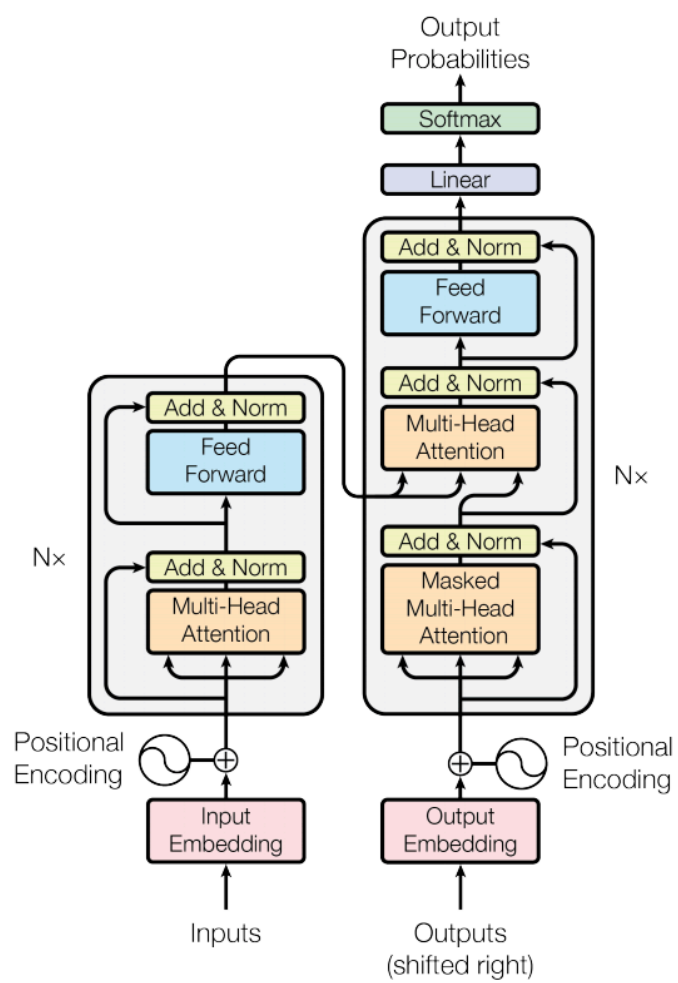 Output
Probabilities
Softmax
Linear
Add & Norm
Feed
Forward
Add & Norm
Multi-Head
Attention
Add & Norm
Masked
Multi-Head
Attention
Nx
Positional
Encoding
Output
Embedding
Outputs
(shifted right)
Add & Norm
Feed
Forward
Add & Norm
Multi-Head
Attention
Nx
Positional
Encoding
Input
Embedding
Inputs